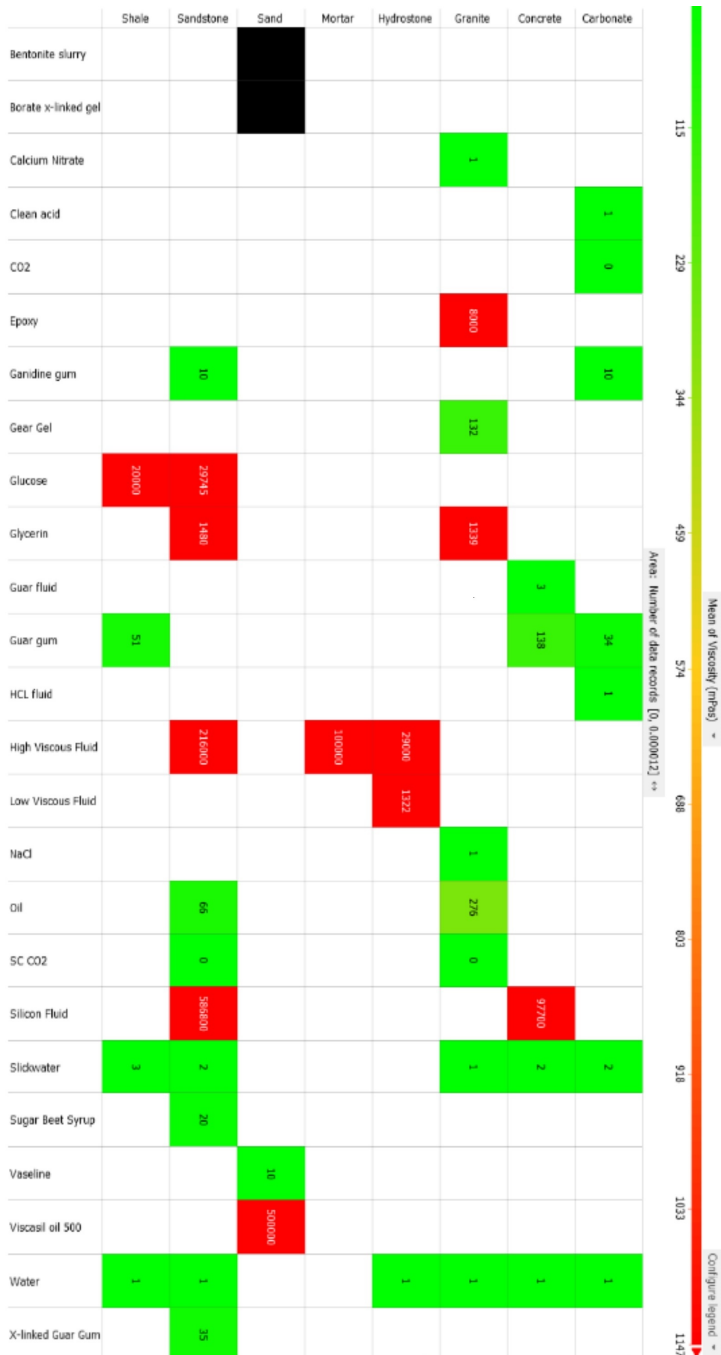 Shale Sandstone Sand Mortar Hydrostone Granite Concrete Carbonate
Bentonite slurry
Borate x-linked gel
Calcium Nitrate 1
Clean acid 1
CO2 0
Epoxy 8000
Ganidine gum 10 10
Gear Gel 132
Glucose 20000 29745
Glycerin 1480 1339
Guar fluid 3
Guar gum 51 138 34
HCL fluid 1
High Viscous Fluid 216000 100000 29000
Low Viscous Fluid 1322
NaCl 1
Oil 66 276
SC CO2 0 0
Silicon Fluid 586800 97700
Slickwater 3 2 1 2 2
Sugar Beet Syrup 20
Vaseline 10
Viscasil oil 500 500000
Water 1 1 1 1 1 1
X-linked Guar Gum 35
Area: Number of data records [0, 0.000012] ⇔
115 229 344 459 574 688 803 918 1033 1147
Mean of Viscosity (mPas)
Configure legend